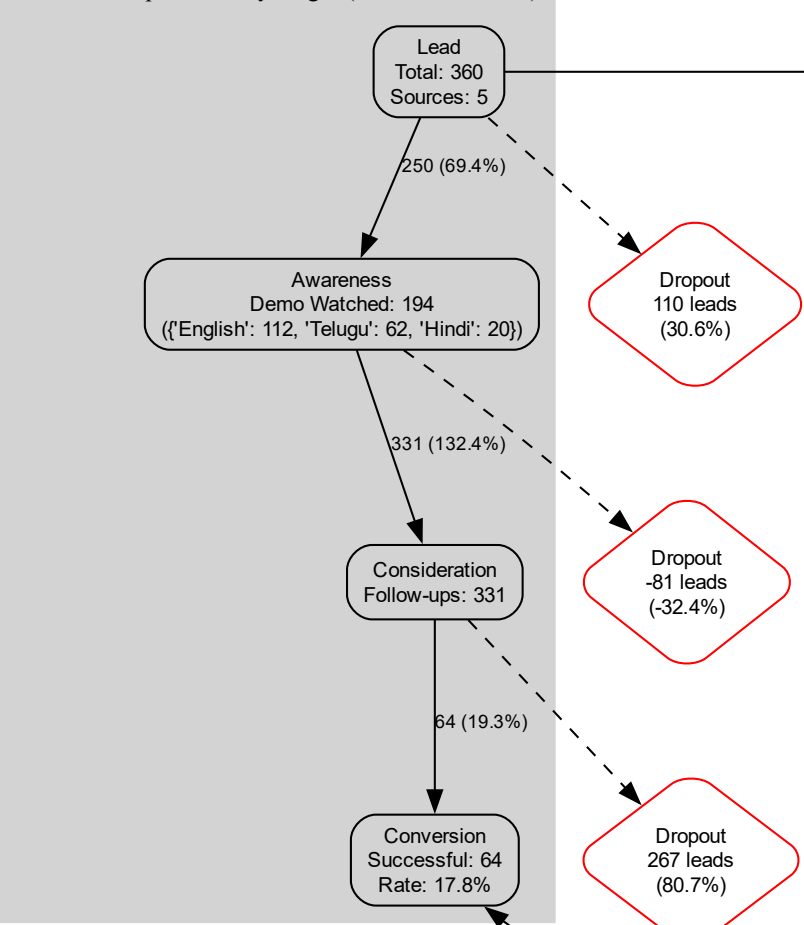 Lead
Total: 360
Sources: 5
250 (69.4%)
Awareness
Demo Watched: 194
({'English': 112, 'Telugu': 62, 'Hindi': 20})
Dropout
110 leads
(30.6%)
331 (132.4%)
Consideration
Follow-ups: 331
Dropout
-81 leads
(-32.4%)
64 (19.3%)
Conversion
Successful: 64
Rate: 17.8%
Dropout
267 leads
(80.7%)